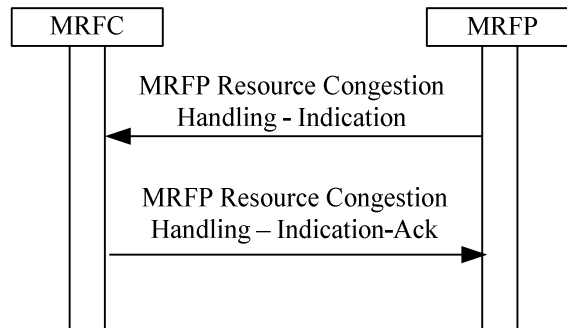 MRFC
MRFP
MRFP Resource Congestion
Handling - Indication
MRFP Resource Congestion
Handling – Indication-Ack